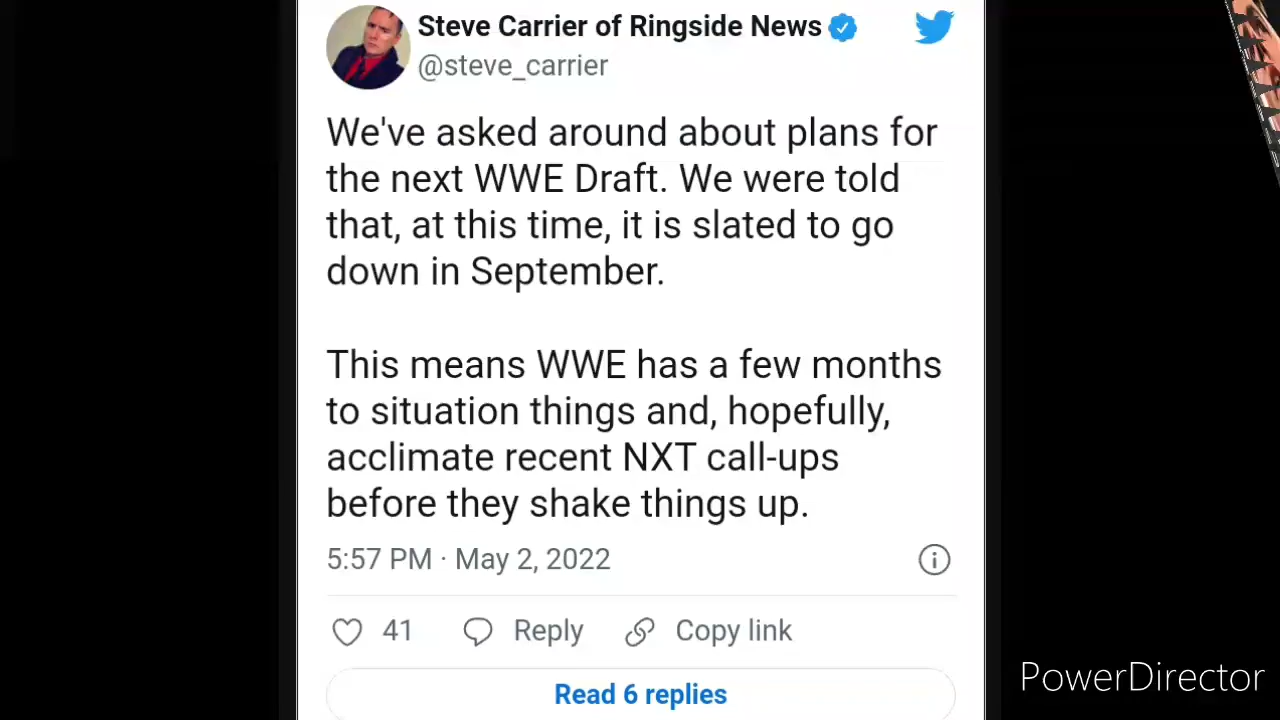 Steve Carrier of Ringside News
@steve_carrier
We've asked around about plans for
the next WWE Draft. We were told
that, at this time, it is slated to go
down in September.
This means WWE has a few months
to situation things and, hopefully,
acclimate recent NXT call-ups
before they shake things up.
5:57 PM · May 2, 2022
41 Reply Copy link
Read 6 replies
PowerDirector